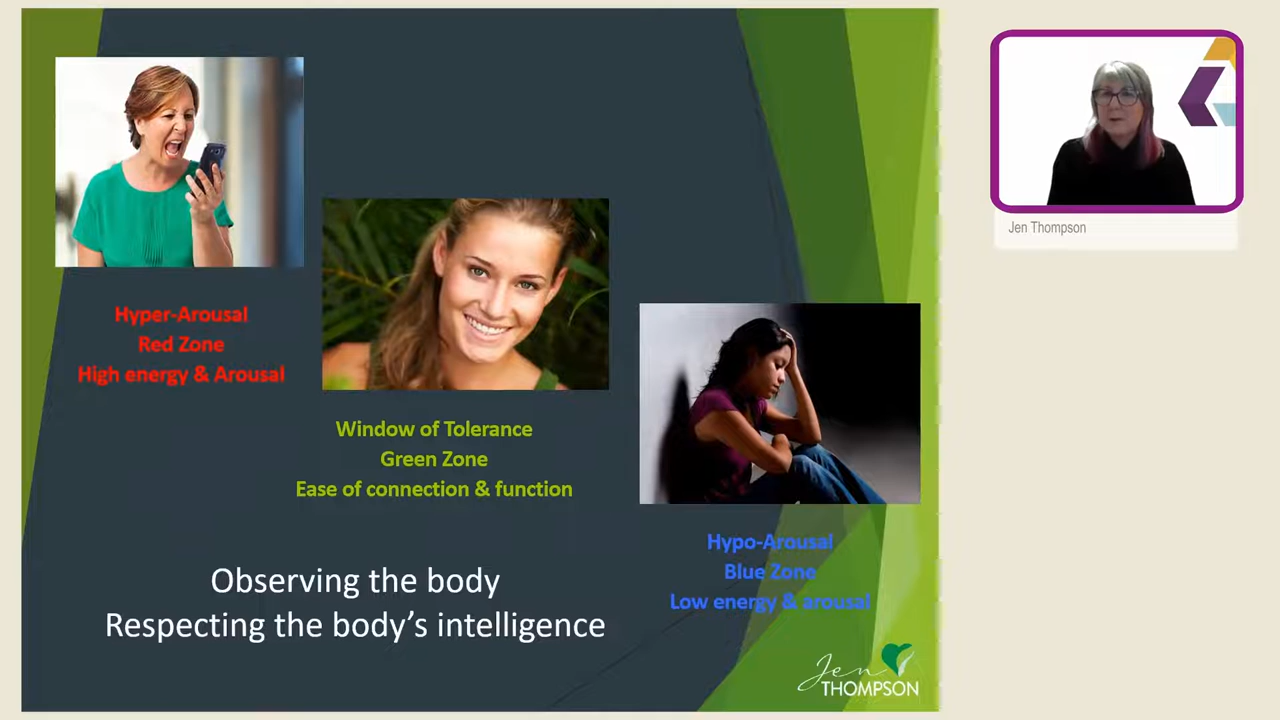 Hyper-Arousal
Red Zone
High energy & Arousal
Window of Tolerance
Green Zone
Ease of connection & function
Hypo-Arousal
Blue Zone
Low energy & arousal
Observing the body
Respecting the body's intelligence
Jen
THOMPSON
Jen Thompson